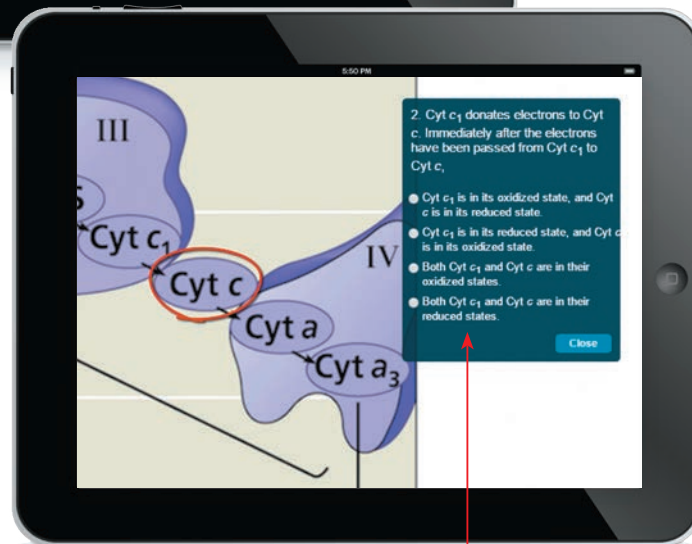 5:50 PM
III
S
Cyt c₁
Cyt c
IV
Cyt a
Cyt a₃
2. Cyt c₁ donates electrons to Cyt
c. Immediately after the electrons
have been passed from Cyt c₁ to
Cyt c,
Cyt c₁ is in its oxidized state, and Cyt
c is in its reduced state.
Cyt c₁ is in its reduced state, and Cyt c
is in its oxidized state.
Both Cyt c₁ and Cyt c are in their
oxidized states.
Both Cyt c₁ and Cyt c are in their
reduced states.
Close